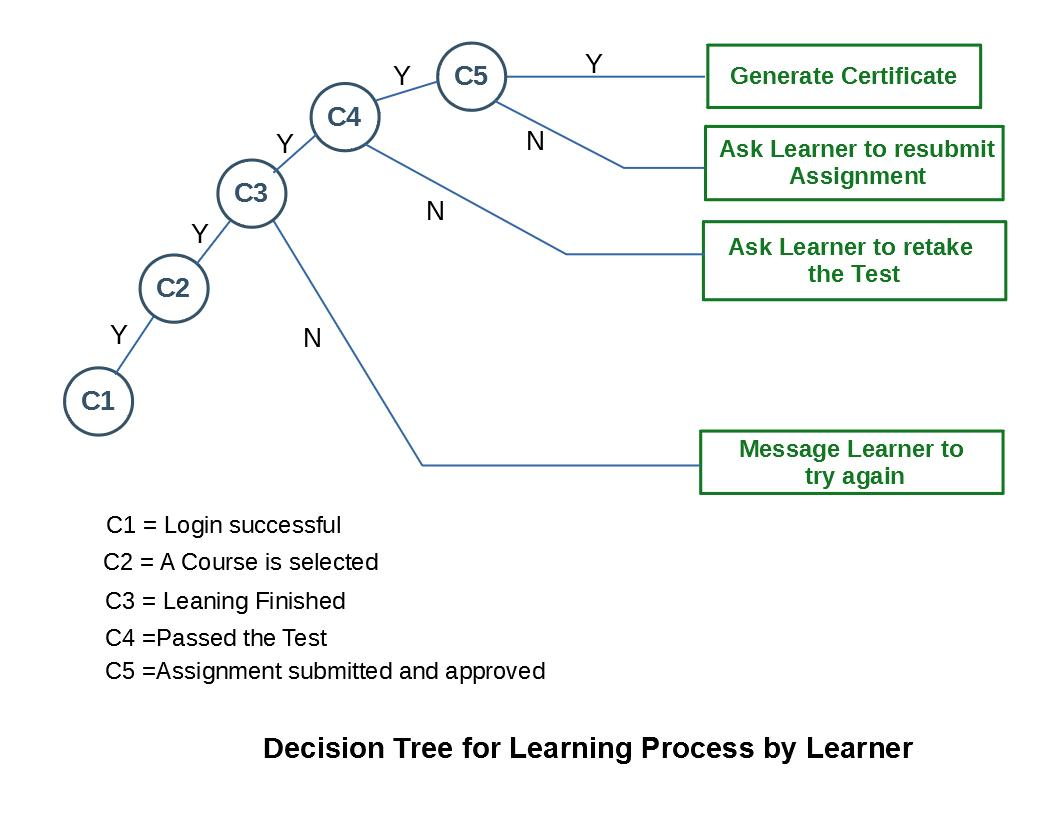 Y
C5
Y
Generate Certificate
C4
N
Ask Learner to resubmit
Assignment
Y
C3
N
Ask Learner to retake
the Test
Y
C2
Y
N
C1
Message Learner to
try again
C1 = Login successful
C2 = A Course is selected
C3 = Leaning Finished
C4 =Passed the Test
C5 =Assignment submitted and approved
Decision Tree for Learning Process by Learner